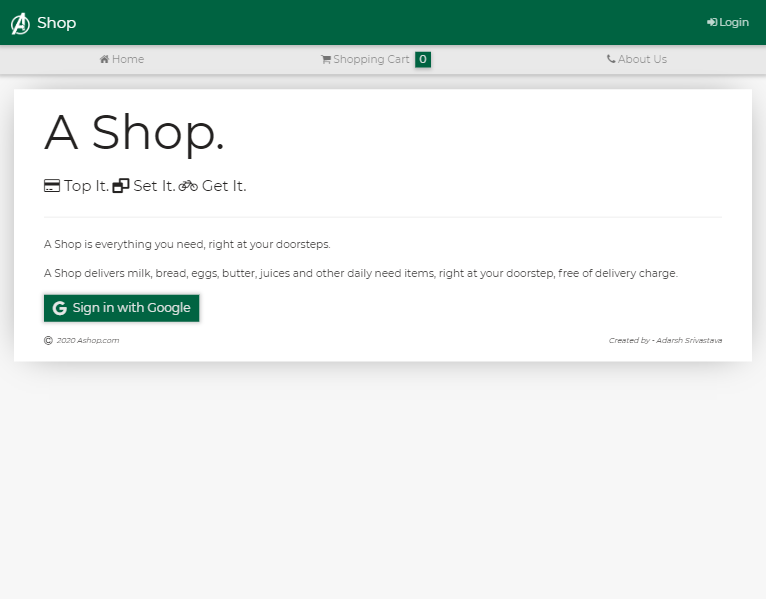 Shop
Login
Home
Shopping Cart 0
About Us
A Shop.
Top It. Set It. Get It.
A Shop is everything you need, right at your doorsteps.
A Shop delivers milk, bread, eggs, butter, juices and other daily need items, right at your doorstep, free of delivery charge.
Sign in with Google
© 2020 Ashop.com
Created by - Adarsh Srivastava